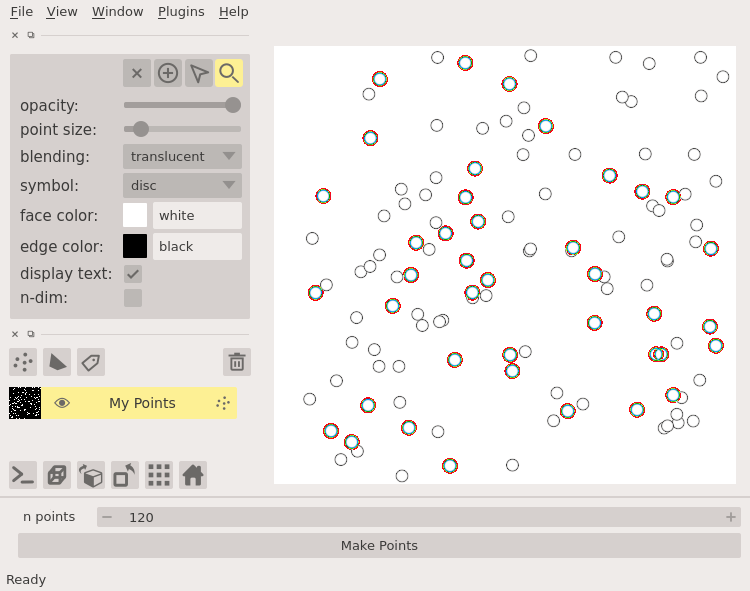 File View Window Plugins Help
opacity:
point size:
blending: translucent
symbol: disc
face color: white
edge color: black
display text:
n-dim:
My Points
n points 120
Make Points
Ready